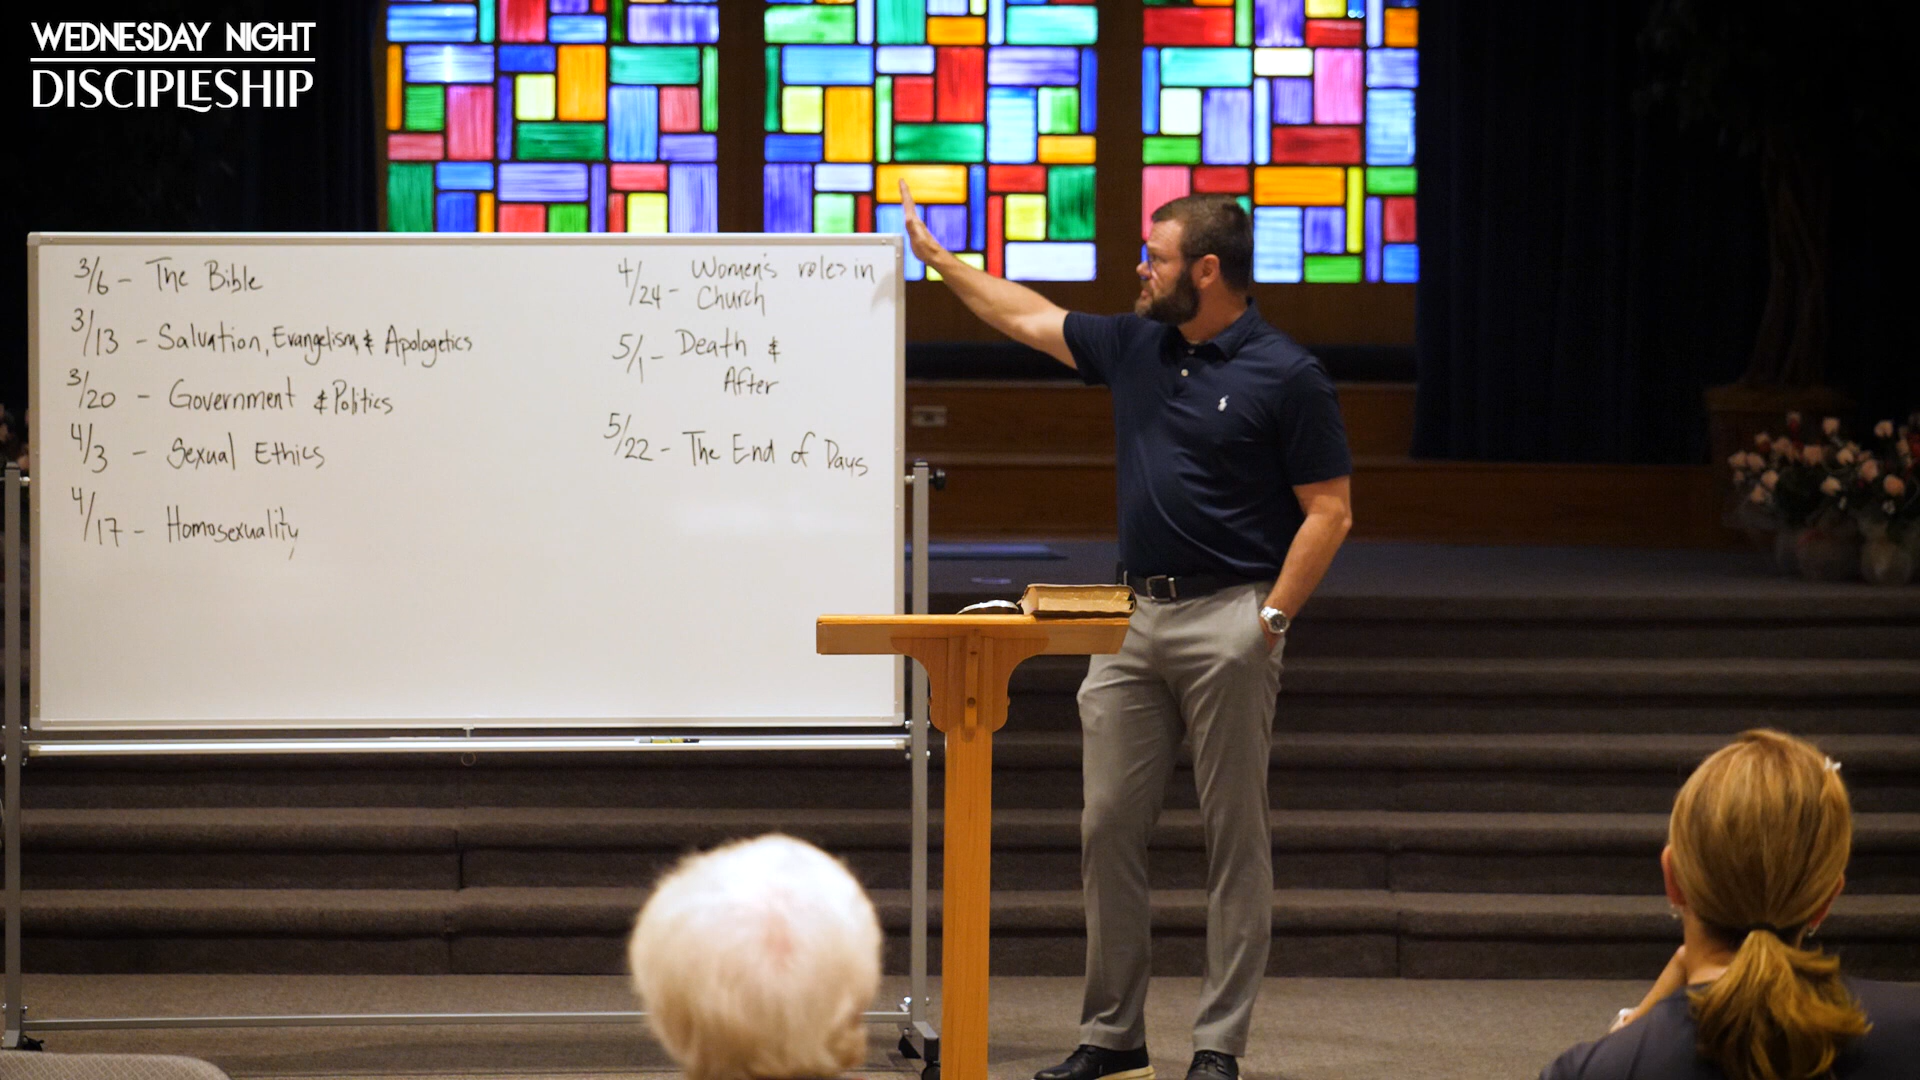 WEDNESDAY NIGHT
DISCIPLESHIP
3/6 - The Bible
3/13 - Salvation, Evangelism, & Apologetics
3/20 - Government & Politics
4/3 - Sexual Ethics
4/17 - Homosexuality
4/24 - Women's roles in
Church
5/1 - Death &
After
5/22 - The End of Days